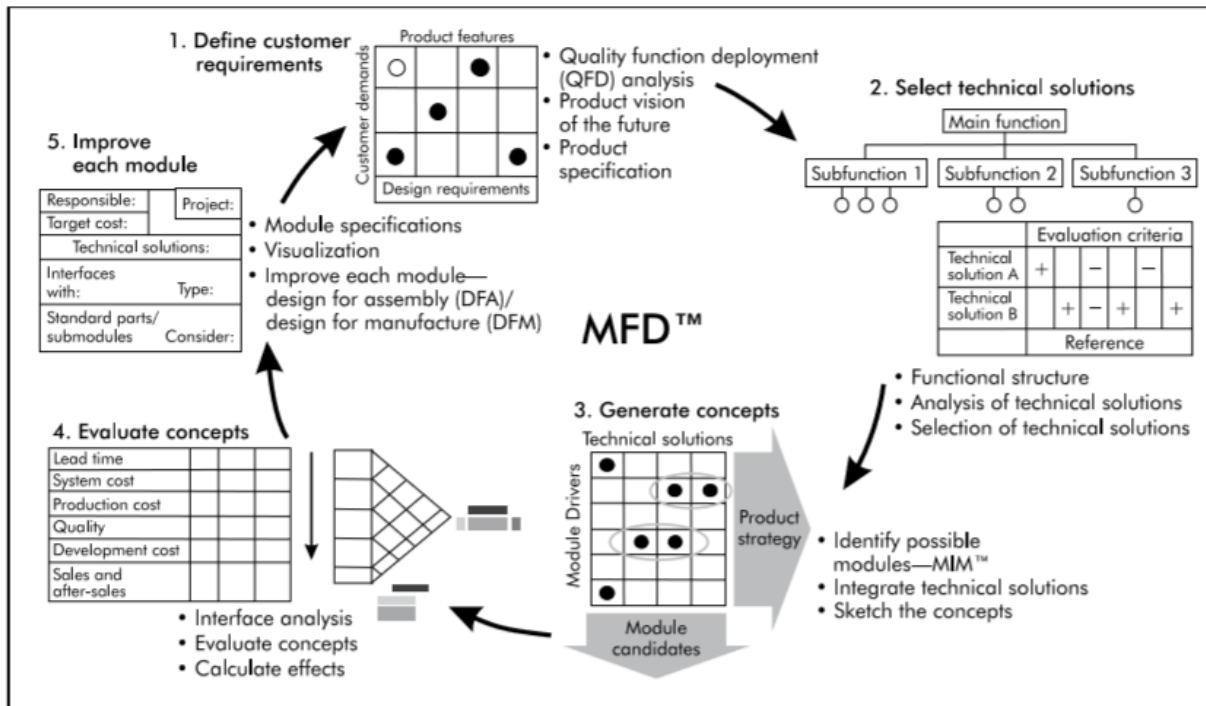 1. Define customer
requirements
Product features
Customer demands
Design requirements
• Quality function deployment
(QFD) analysis
• Product vision
of the future
• Product
specification
2. Select technical solutions
Main function
Subfunction 1
Subfunction 2
Subfunction 3
Evaluation criteria
Technical
solution A
+ − −
Technical
solution B
+ − + +
Reference
• Functional structure
• Analysis of technical solutions
• Selection of technical solutions
5. Improve
each module
Responsible:
Project:
Target cost:
Technical solutions:
Interfaces
with:
Type:
Standard parts/
submodules
Consider:
• Module specifications
• Visualization
• Improve each module—
design for assembly (DFA)/
design for manufacture (DFM)
MFD™
3. Generate concepts
Technical solutions
Module Drivers
Product
strategy
Module
candidates
• Identify possible
modules—MIM™
• Integrate technical solutions
• Sketch the concepts
4. Evaluate concepts
Lead time
System cost
Production cost
Quality
Development cost
Sales and
after-sales
• Interface analysis
• Evaluate concepts
• Calculate effects